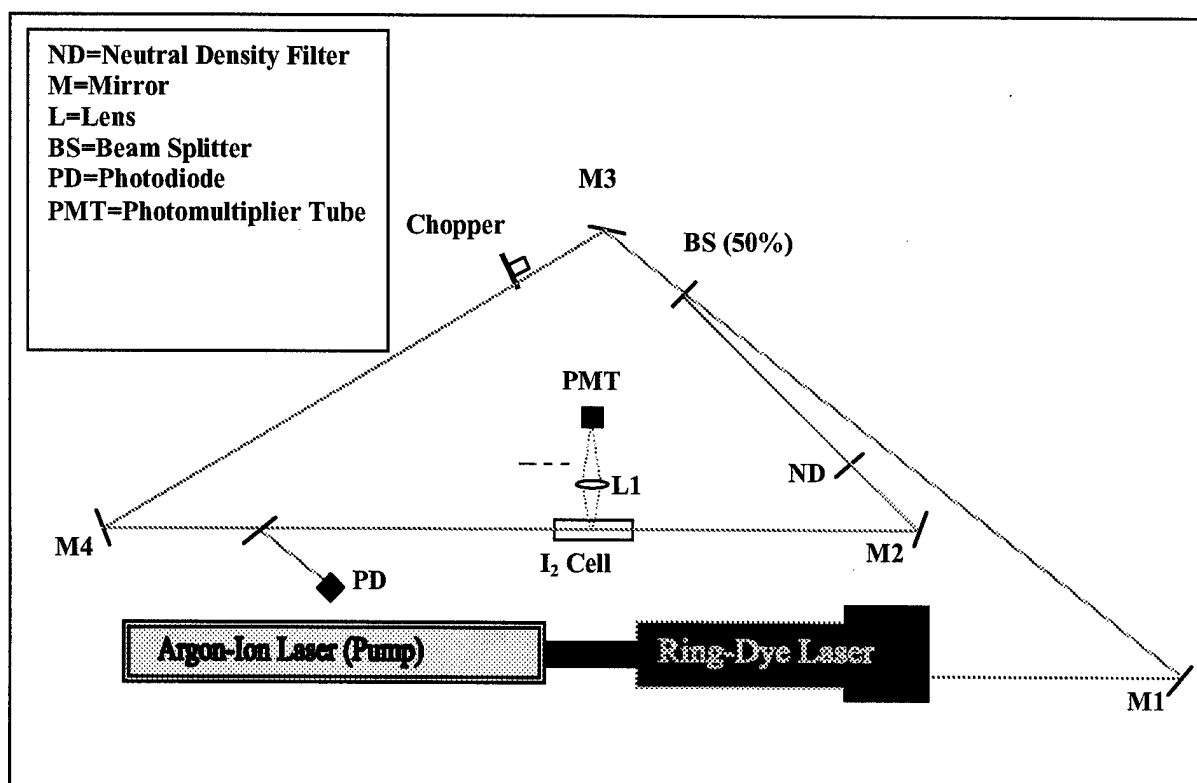 ND=Neutral Density Filter
M=Mirror
L=Lens
BS=Beam Splitter
PD=Photodiode
PMT=Photomultiplier Tube
M3
Chopper
BS (50%)
PMT
ND
L1
M4
I₂ Cell
M2
PD
Argon-Ion Laser (Pump)
Ring-Dye Laser
M1